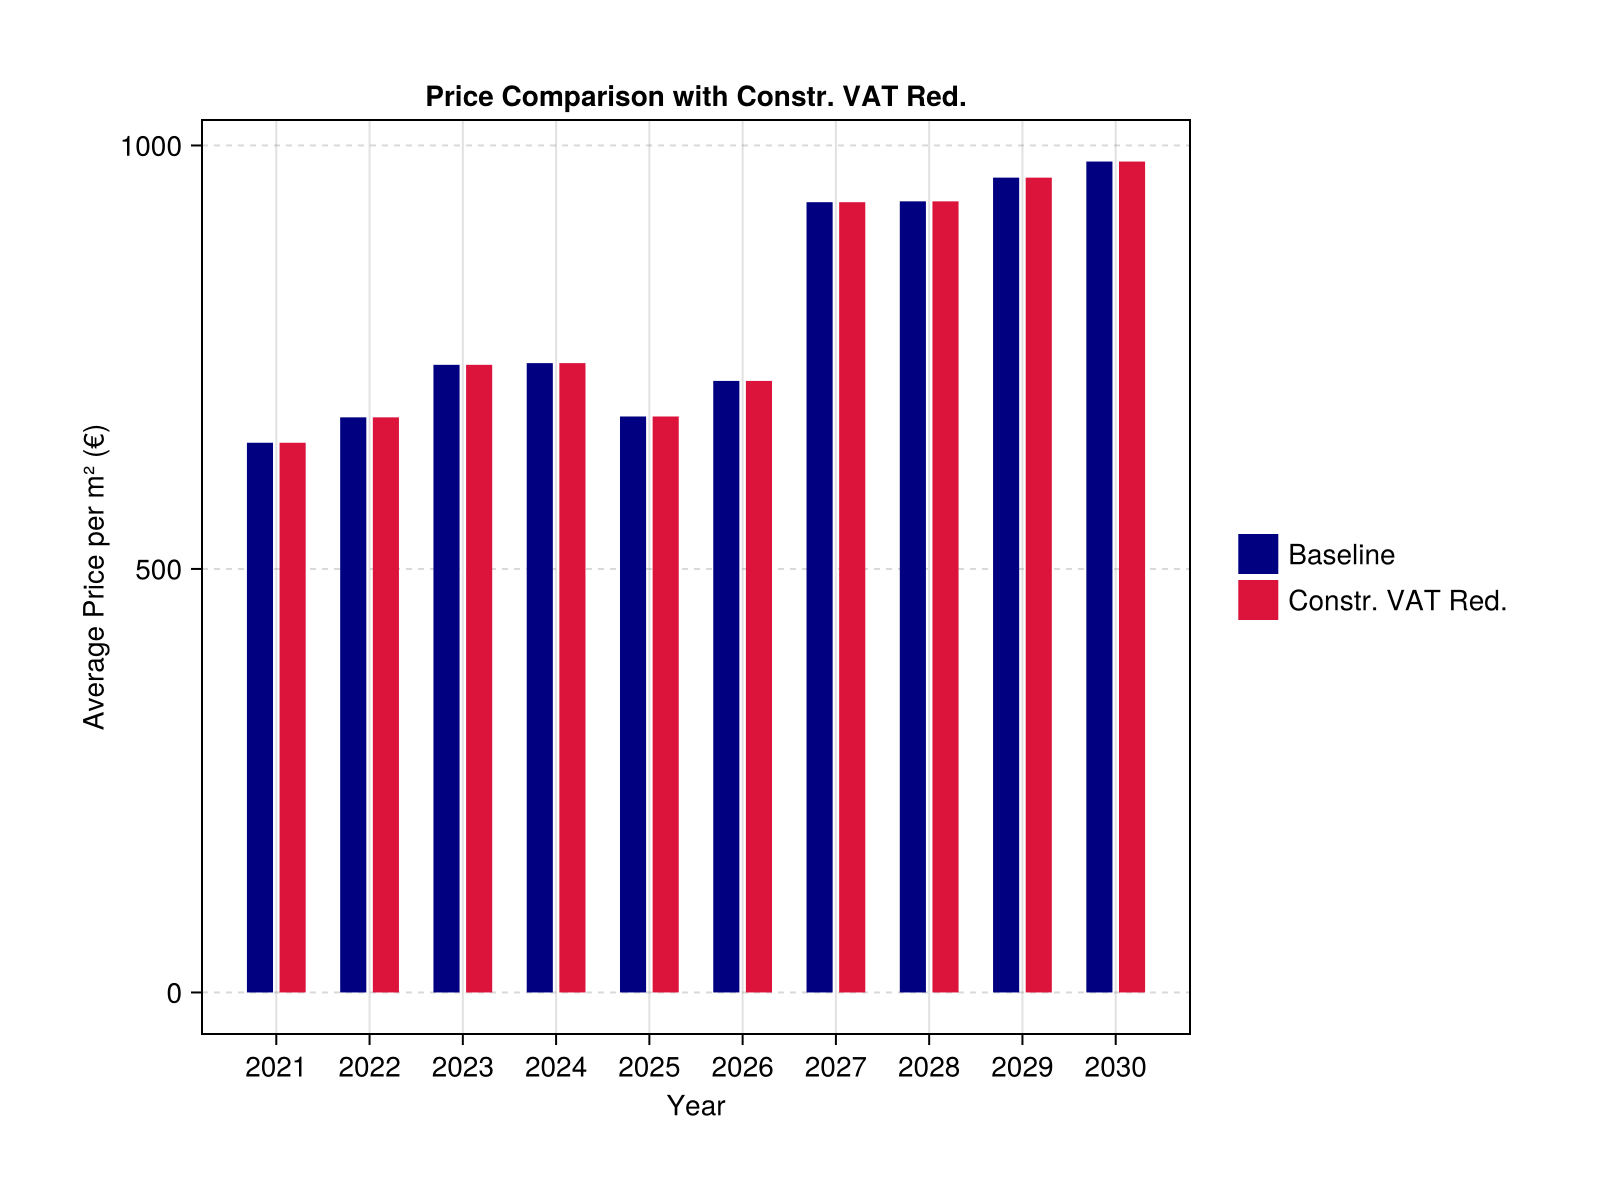 Price Comparison with Constr. VAT Red.
1000
500
0
Average Price per m² (€)
2021 2022 2023 2024 2025 2026 2027 2028 2029 2030
Year
Baseline
Constr. VAT Red.